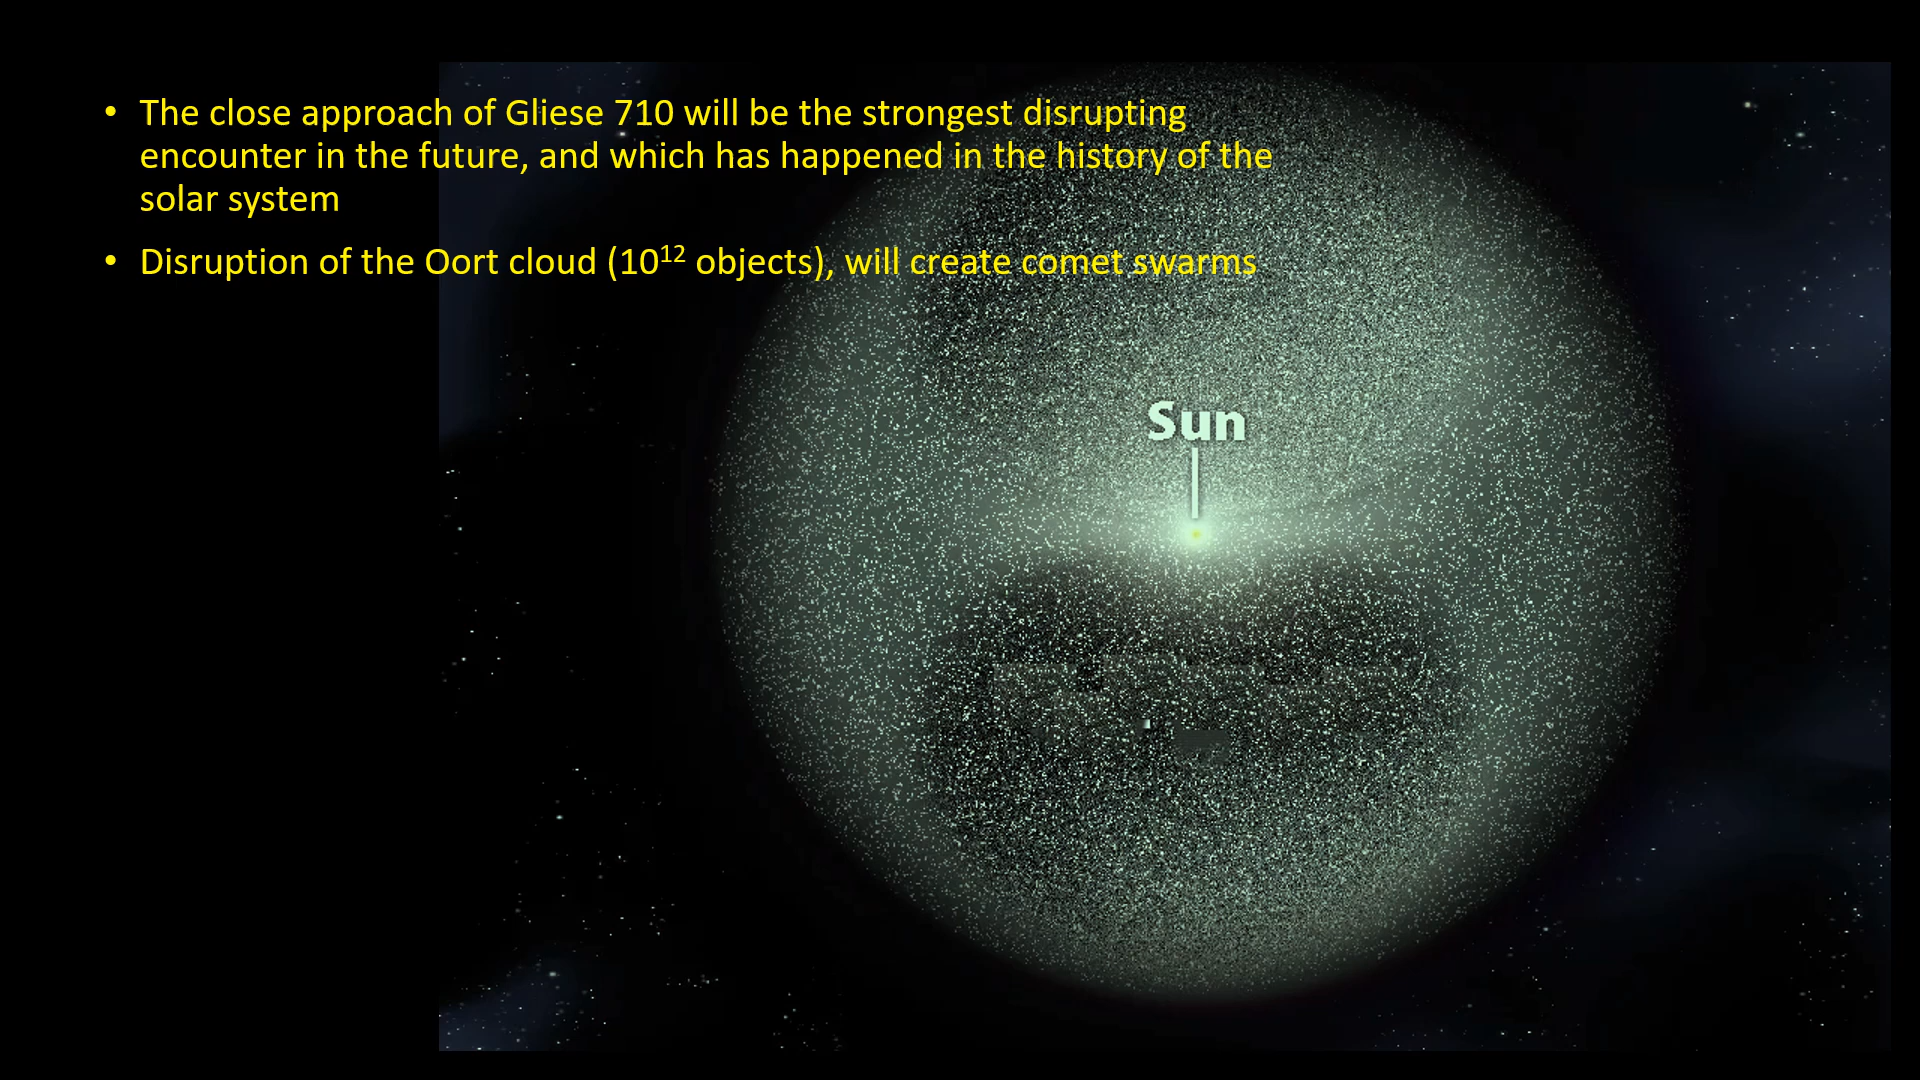 • The close approach of Gliese 710 will be the strongest disrupting
encounter in the future, and which has happened in the history of the
solar system
• Disruption of the Oort cloud (10¹² objects), will create comet swarms
Sun